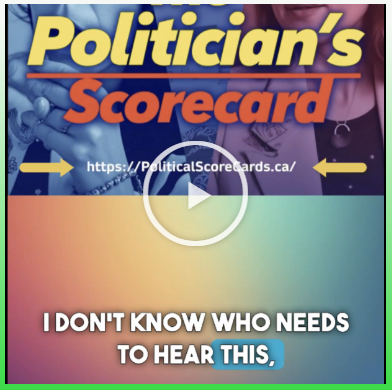 Politician's
Scorecard
https://PoliticalScoreCards.ca/
I DON'T KNOW WHO NEEDS
TO HEAR THIS,